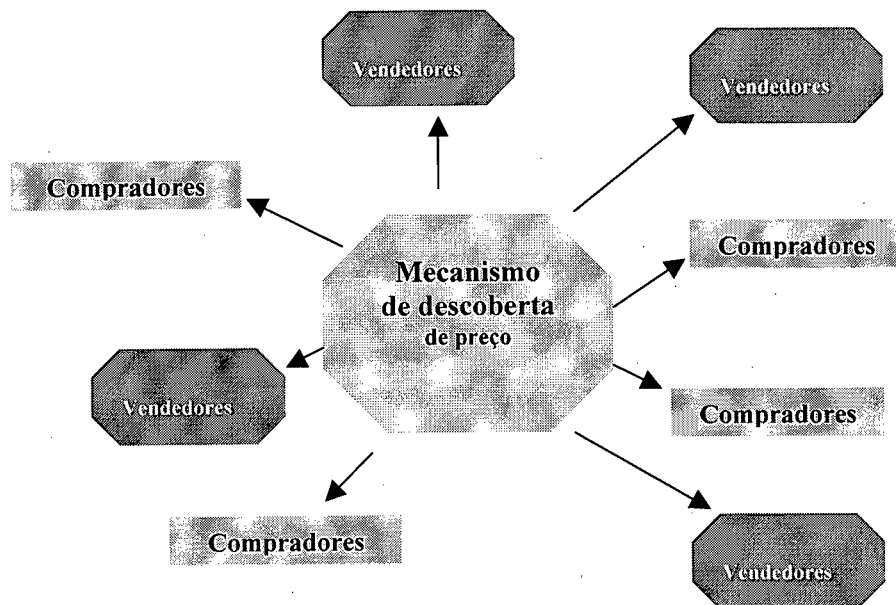 Vendedores
Vendedores
Compradores
Compradores
Mecanismo
de descoberta
de preço
Vendedores
Compradores
Compradores
Vendedores